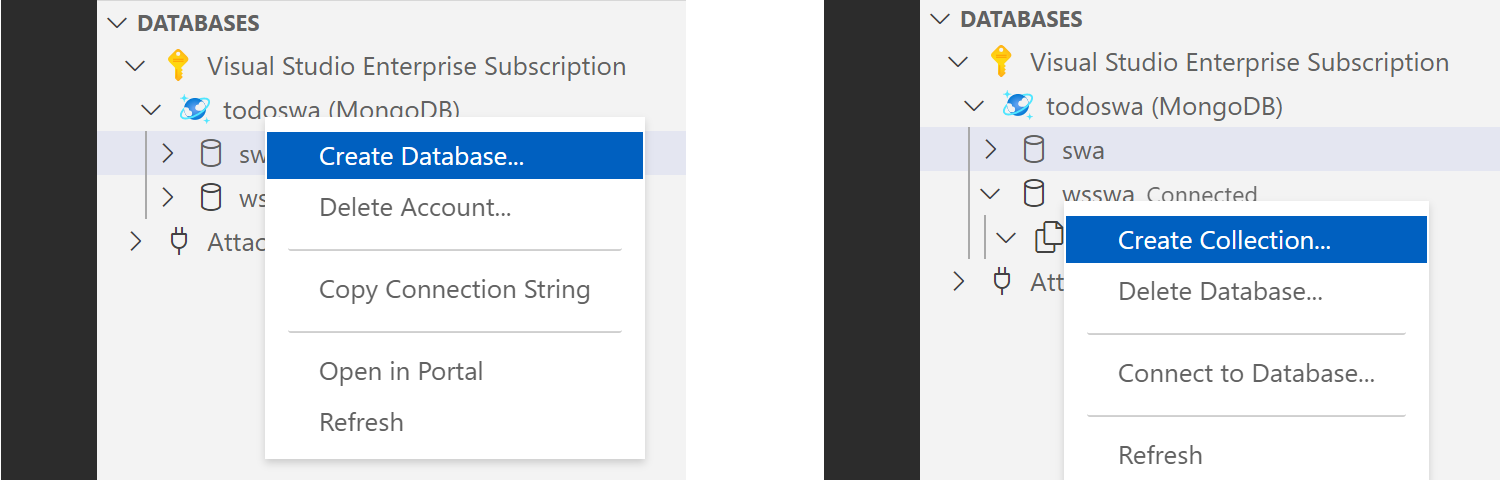 DATABASES
Visual Studio Enterprise Subscription
todoswa (MongoDB)
Create Database...
Delete Account...
Copy Connection String
Open in Portal
Refresh
DATABASES
Visual Studio Enterprise Subscription
todoswa (MongoDB)
swa
wsswa Connected
Create Collection...
Delete Database...
Connect to Database...
Refresh